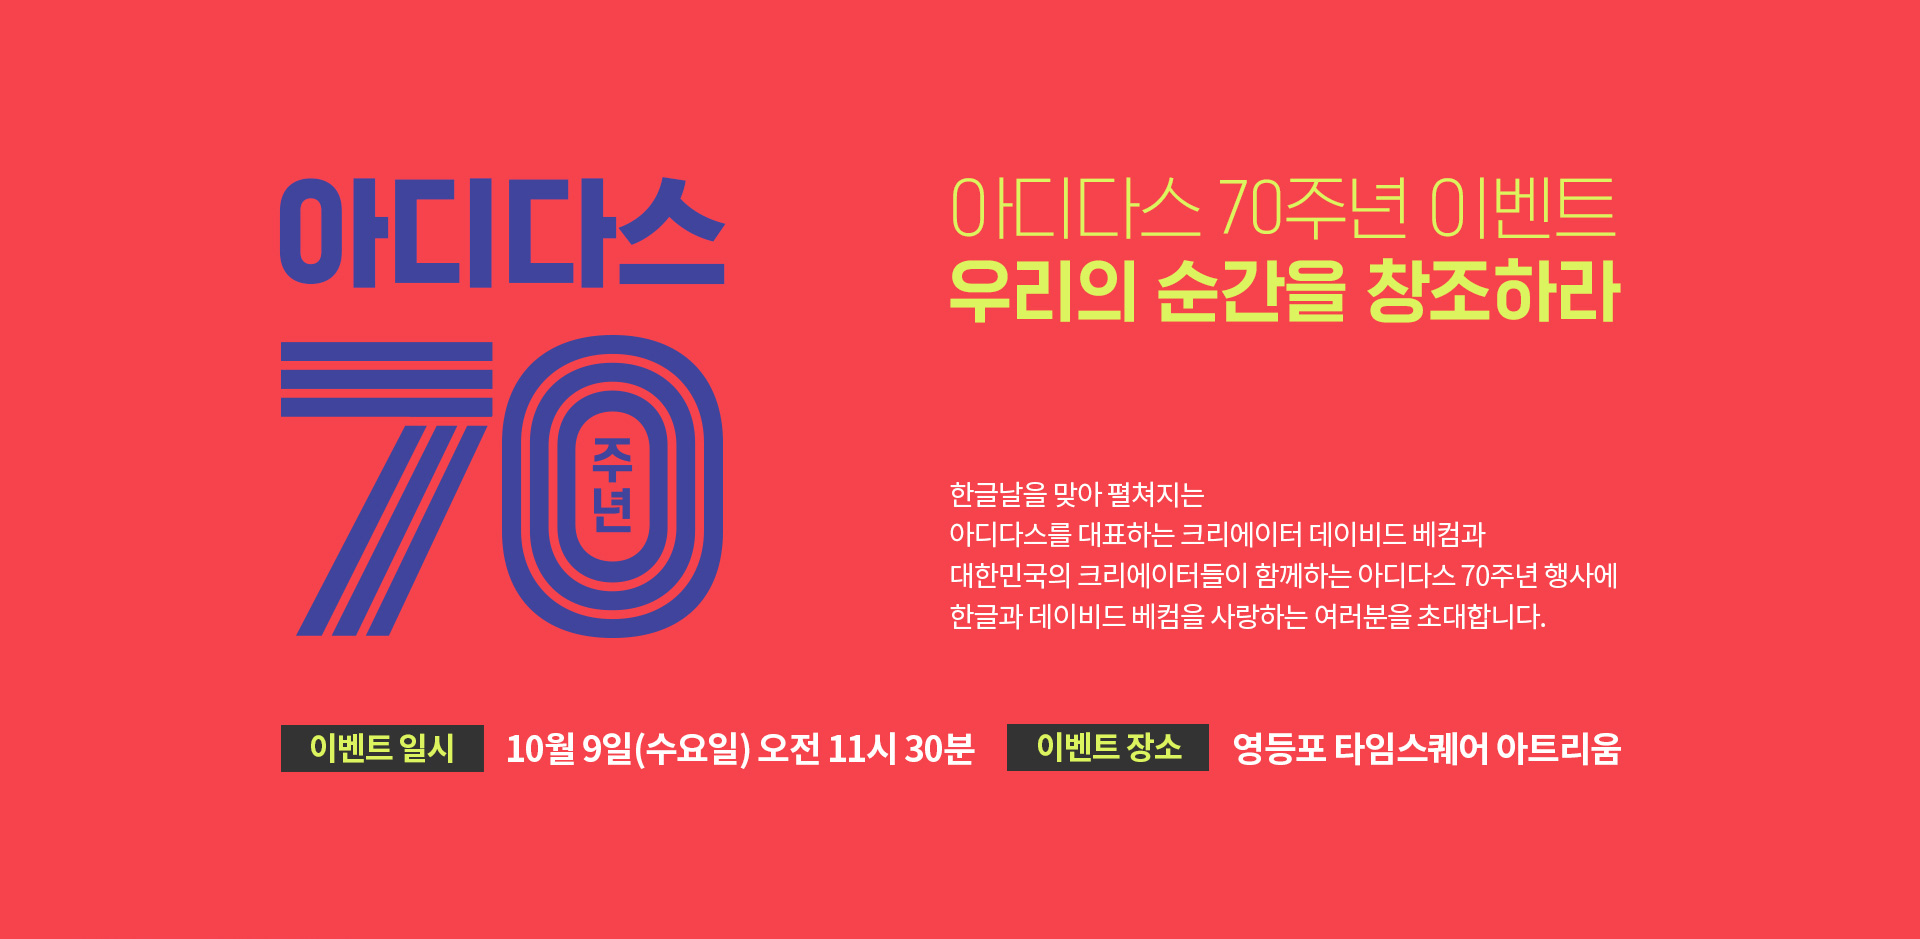 아디다스
70
주년
아디다스 70주년 이벤트
우리의 순간을 창조하라
한글날을 맞아 펼쳐지는
아디다스를 대표하는 크리에이터 데이비드 베컴과
대한민국의 크리에이터들이 함께하는 아디다스 70주년 행사에
한글과 데이비드 베컴을 사랑하는 여러분을 초대합니다.
이벤트 일시 10월 9일(수요일) 오전 11시 30분 이벤트 장소 영등포 타임스퀘어 아트리움